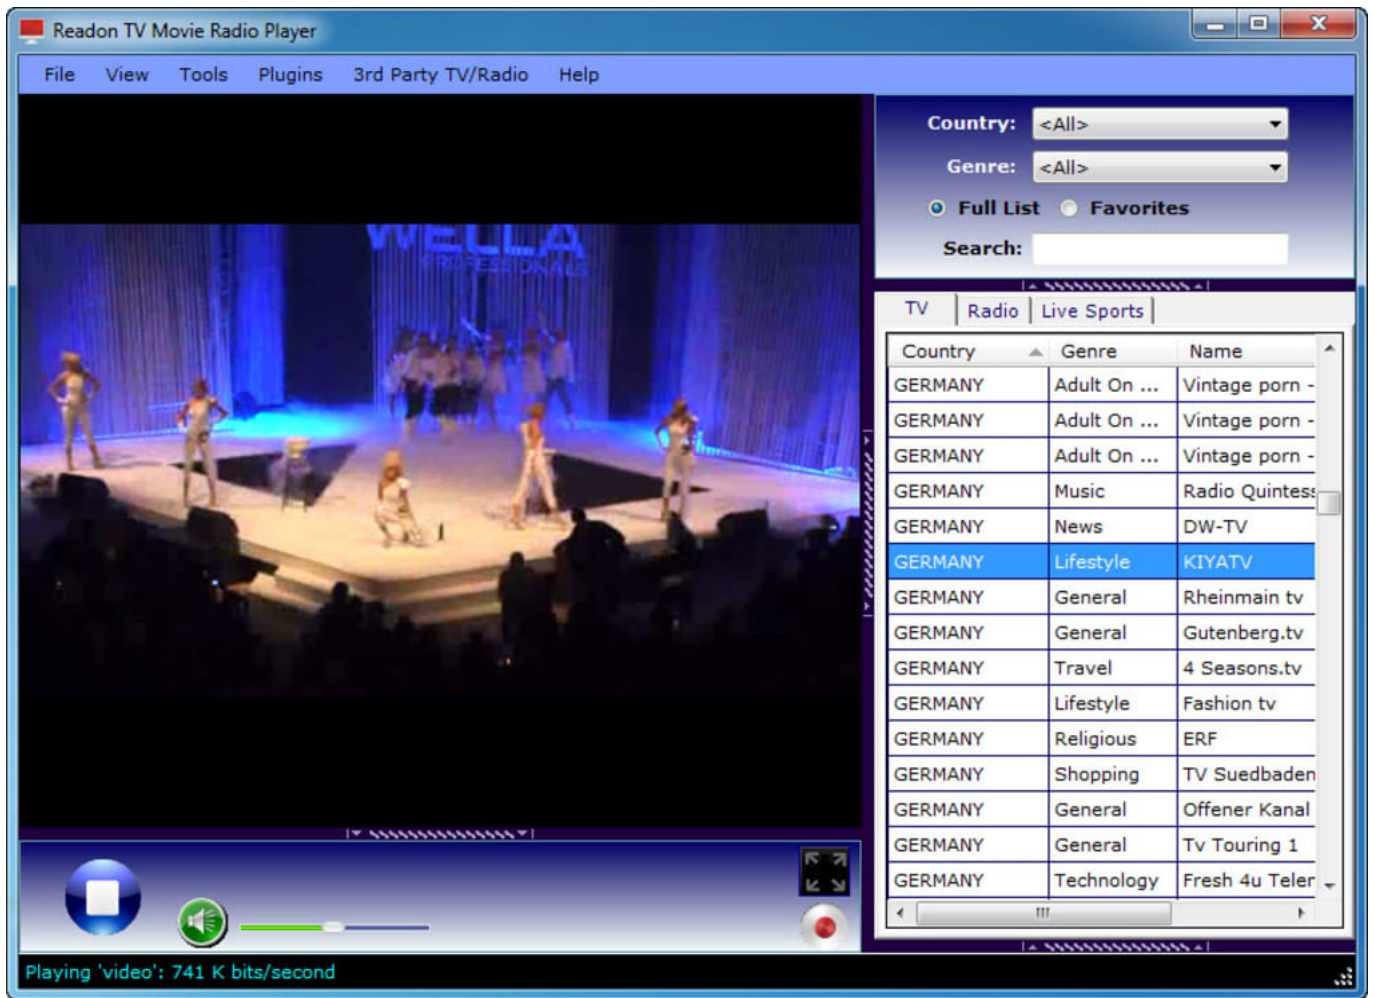 Readon TV Movie Radio Player
File View Tools Plugins 3rd Party TV/Radio Help
Country: <All>
Genre: <All>
Full List Favorites
Search:
WELLA
PROFESSIONALS
TV Radio Live Sports
Country Genre Name
GERMANY Adult On ... Vintage porn -
GERMANY Adult On ... Vintage porn -
GERMANY Adult On ... Vintage porn -
GERMANY Music Radio Quintess
GERMANY News DW-TV
GERMANY Lifestyle KIYATV
GERMANY General Rheinmain tv
GERMANY General Gutenberg.tv
GERMANY Travel 4 Seasons.tv
GERMANY Lifestyle Fashion tv
GERMANY Religious ERF
GERMANY Shopping TV Suedbaden
GERMANY General Offener Kanal
GERMANY General Tv Touring 1
GERMANY Technology Fresh 4u Teler
Playing 'video': 741 K bits/second